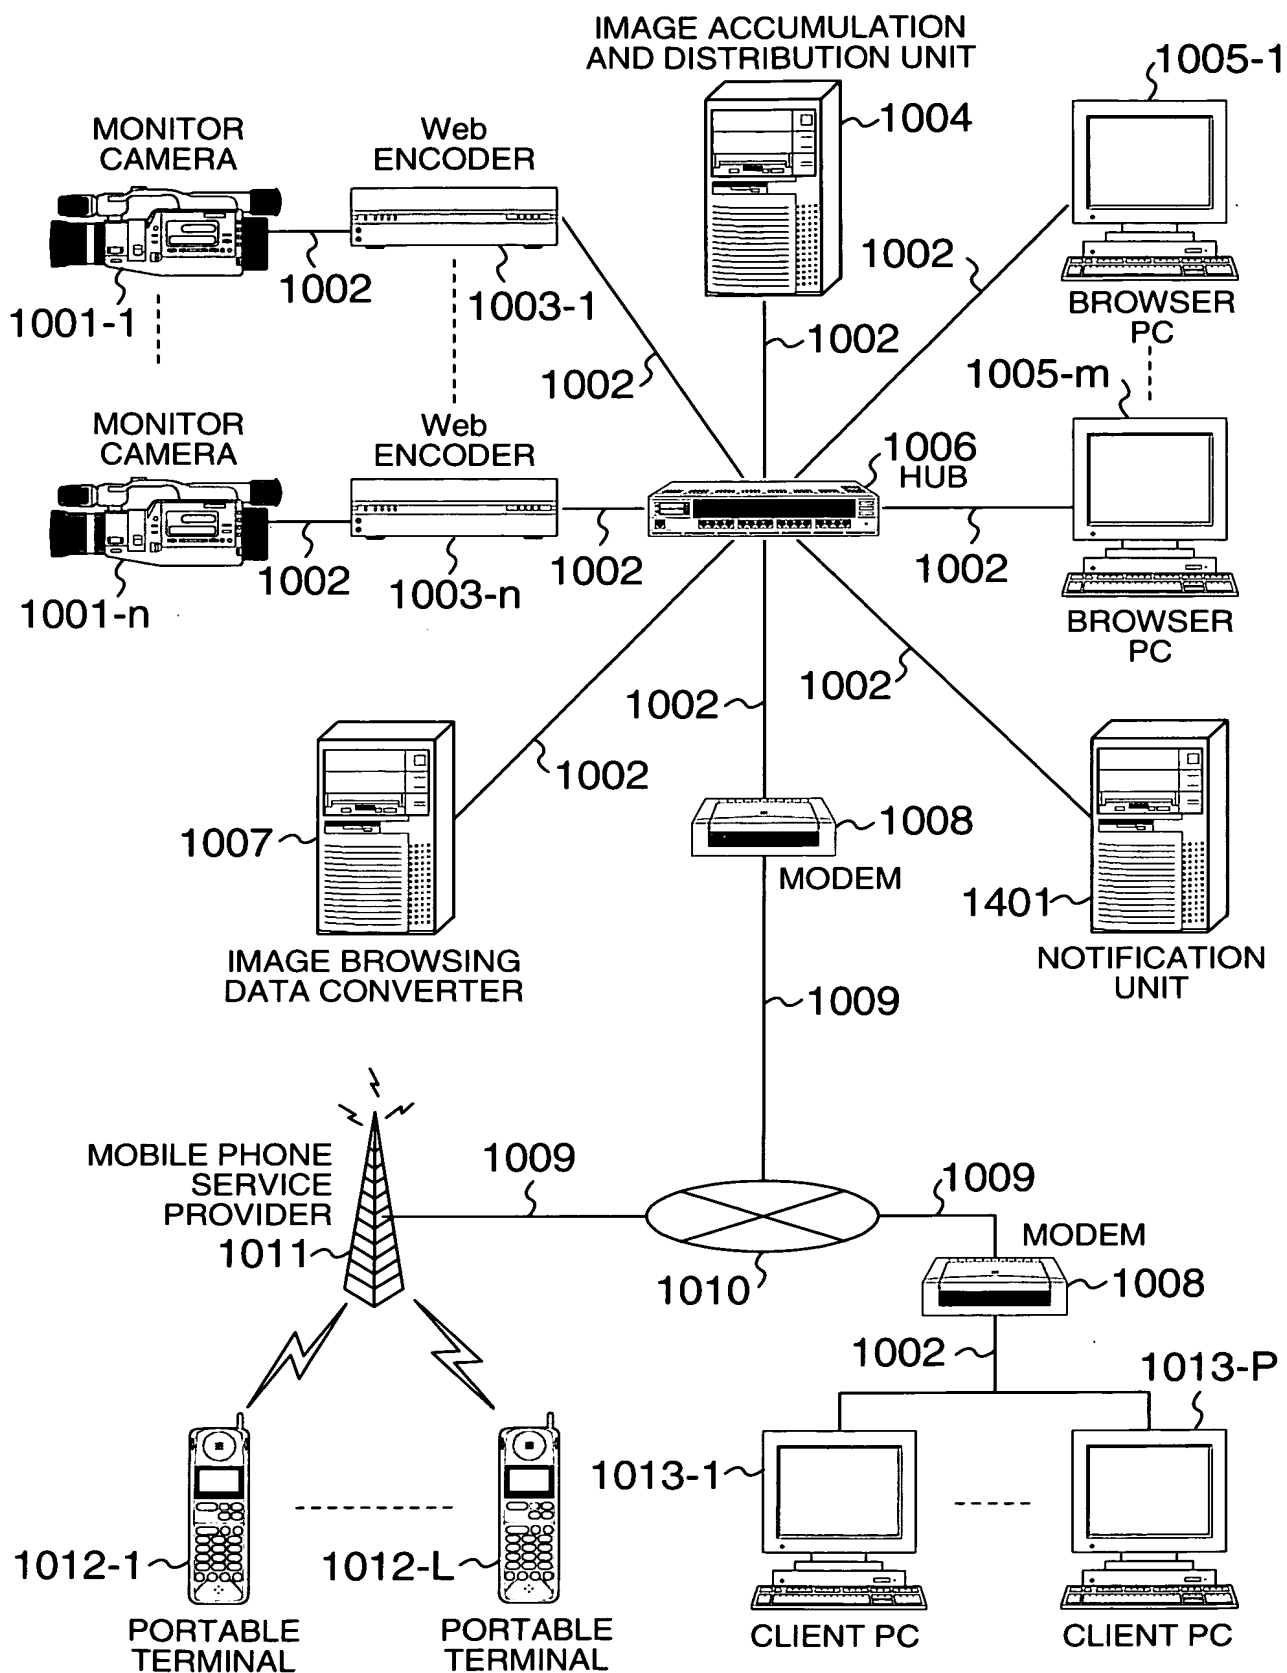 IMAGE ACCUMULATION
AND DISTRIBUTION UNIT
1005-1
1004
MONITOR
CAMERA
Web
ENCODER
1002
1002
1003-1
1001-1
BROWSER
PC
1002
1002
1005-m
MONITOR
CAMERA
Web
ENCODER
1006
HUB
1002
1002
1002
1003-n
1001-n
BROWSER
PC
1002
1002
1002
1007
1008
MODEM
1401
IMAGE BROWSING
DATA CONVERTER
NOTIFICATION
UNIT
1009
MOBILE PHONE
SERVICE
PROVIDER
1011
1009
1009
MODEM
1010
1008
1002
1013-P
1013-1
1012-1
1012-L
PORTABLE
TERMINAL
PORTABLE
TERMINAL
CLIENT PC
CLIENT PC